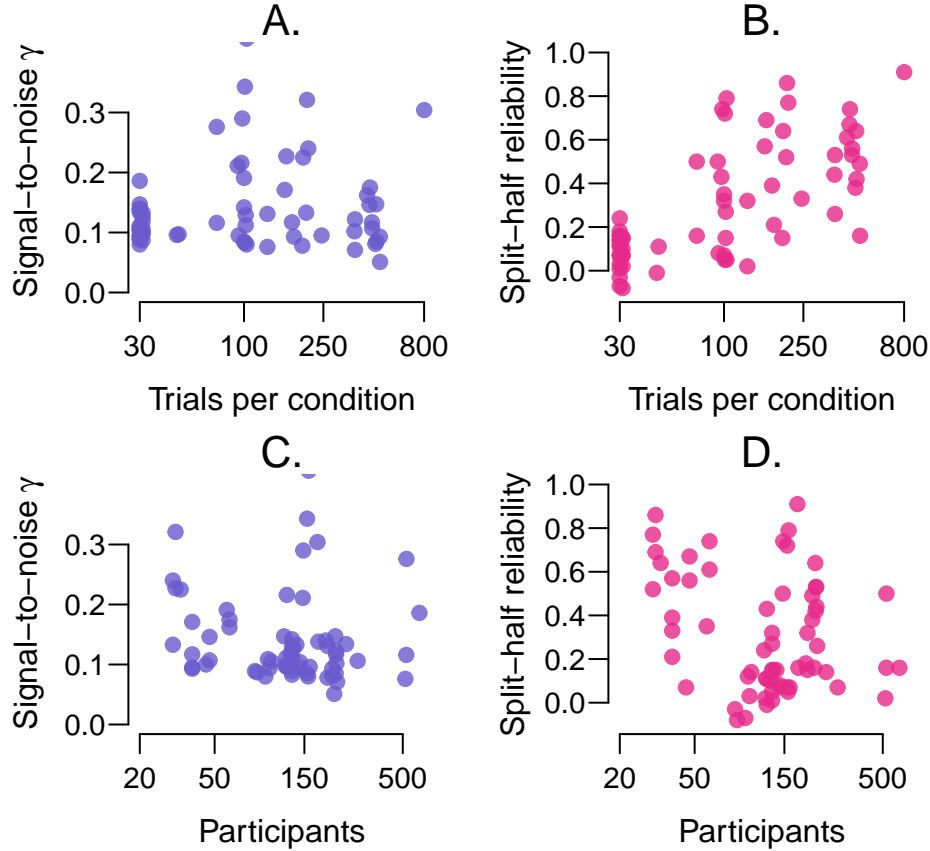 A.
Signal−to−noise γ
0.3
0.2
0.1
0.0
30 100 250 800
Trials per condition
B.
Split−half reliability
1.0
0.8
0.6
0.4
0.2
0.0
30 100 250 800
Trials per condition
C.
Signal−to−noise γ
0.3
0.2
0.1
0.0
20 50 150 500
Participants
D.
Split−half reliability
1.0
0.8
0.6
0.4
0.2
0.0
20 50 150 500
Participants